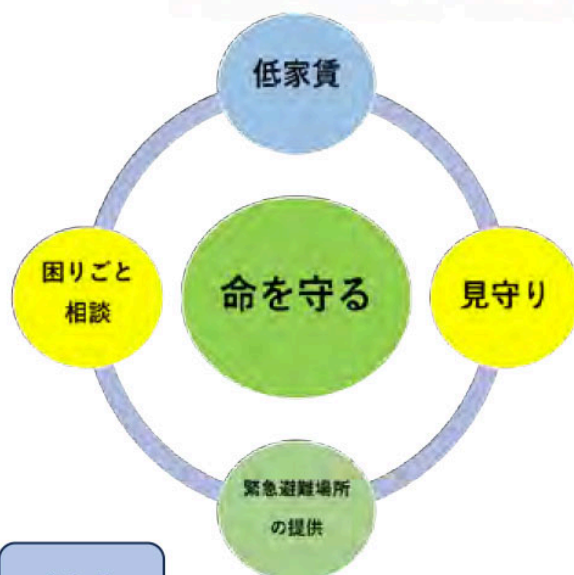 低家賃
困りごと
相談
命を守る
見守り
緊急避難場所
の提供